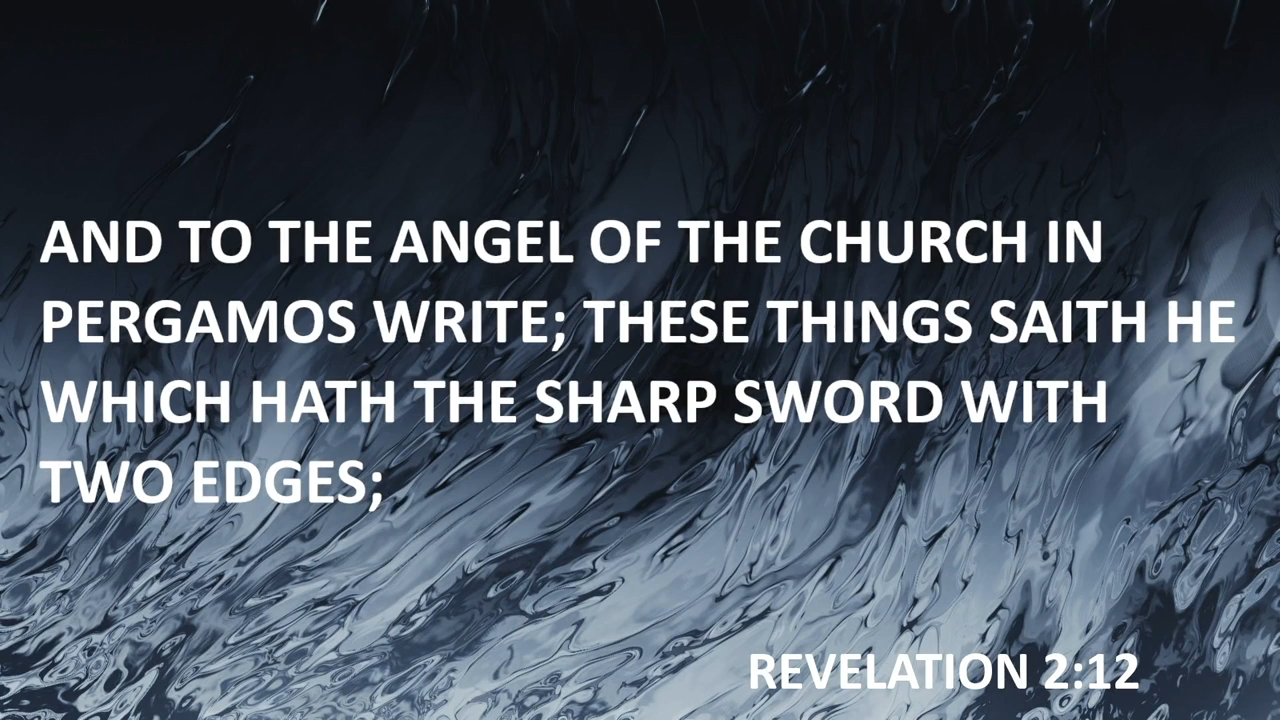 AND TO THE ANGEL OF THE CHURCH IN
PERGAMOS WRITE; THESE THINGS SAITH HE
WHICH HATH THE SHARP SWORD WITH
TWO EDGES;
REVELATION 2:12